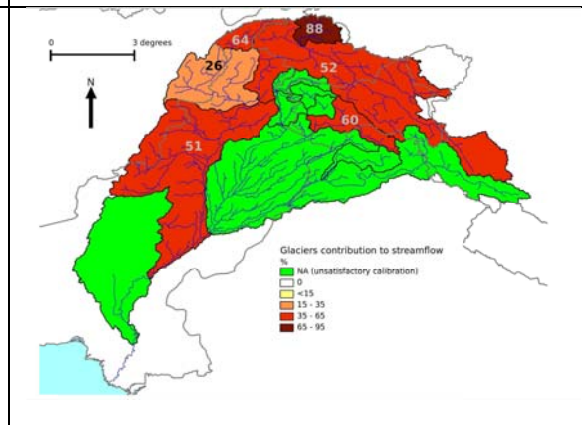 88
64
52
26
60
51
0
3 degrees
N
Glaciers contribution to streamflow
%
NA (unsatisfactory calibration)
0
<15
15 - 35
35 - 65
65 - 95